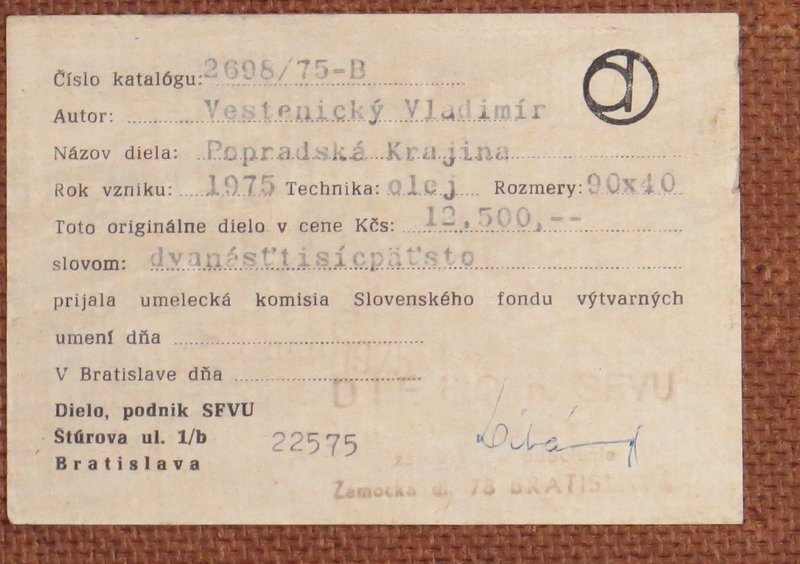 Číslo katalógu: 2698/75-B
Autor: Vestenický Vladimír
Názov diela: Popradská Krajina
Rok vzniku: 1975 Technika: olej Rozmery: 90x40
Toto originálne dielo v cene Kčs: 12.500,--
slovom: dvanásťtisícpäťsto
prijala umelecká komisia Slovenského fondu výtvarných
umení dňa
V Bratislave dňa
Dielo, podnik SFVU
Štúrova ul. 1/b
Bratislava
22575
Zámocká ul. 78 BRATISLAVA